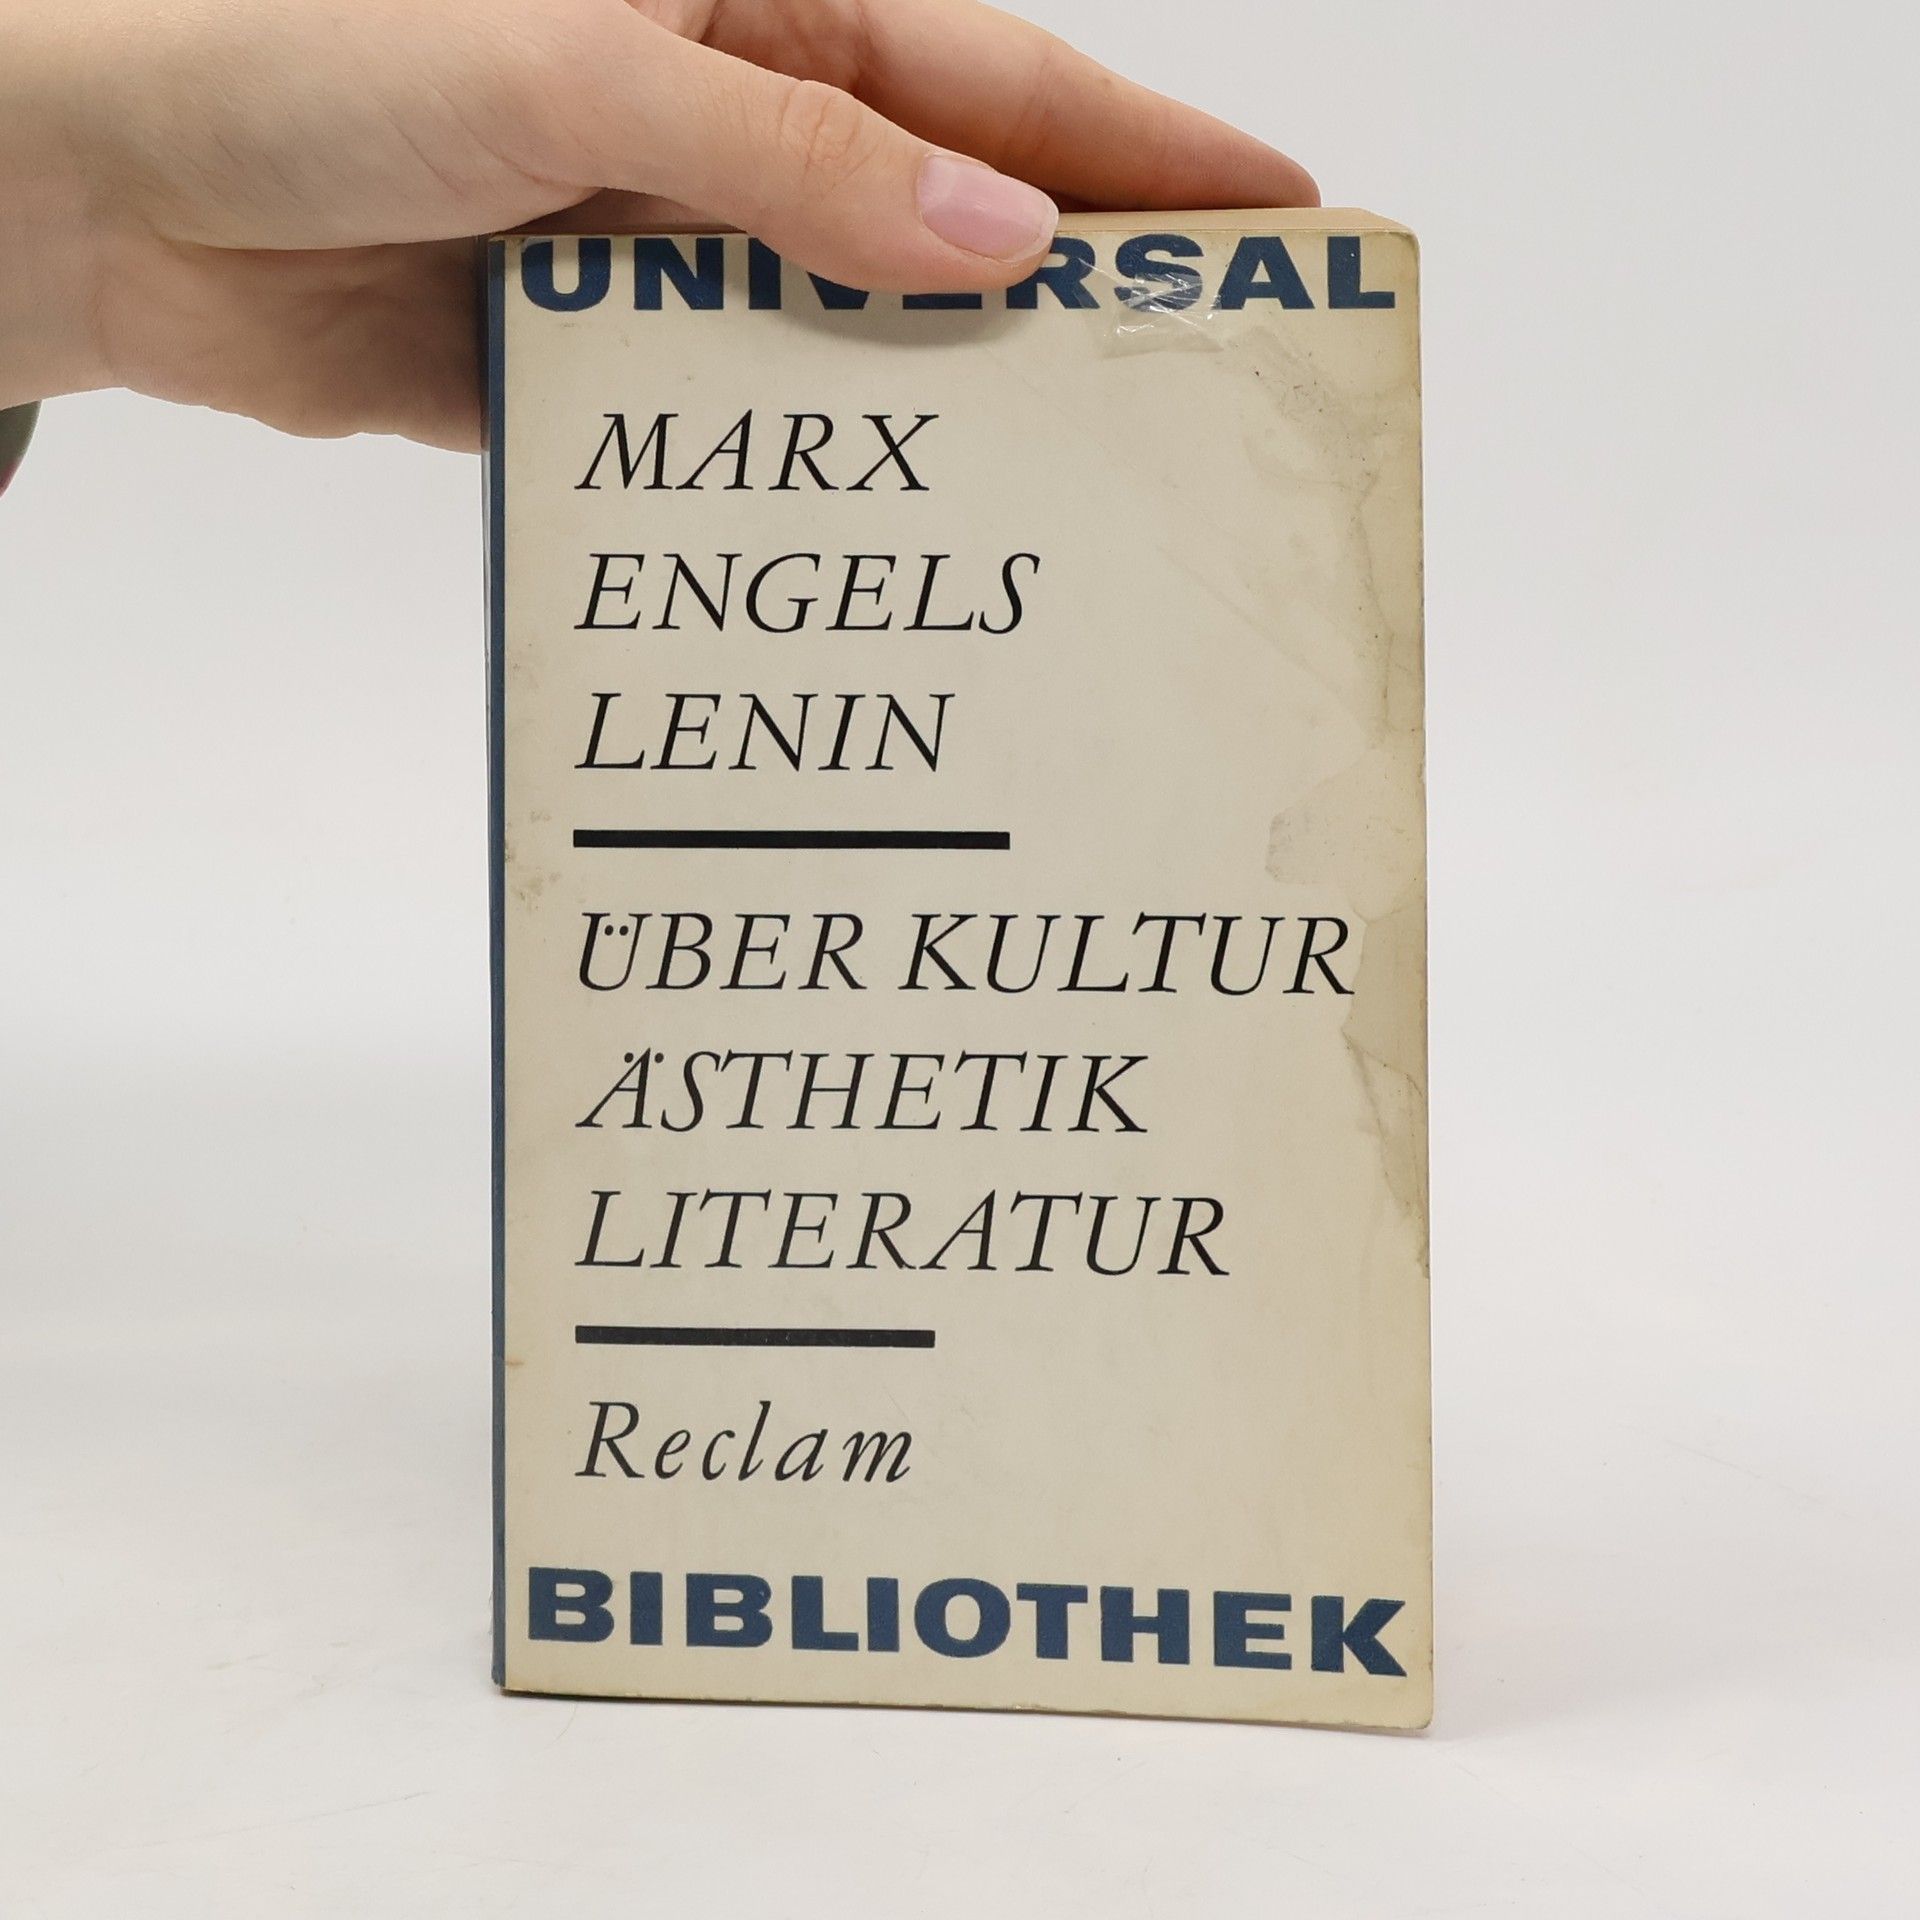 UNIVERSAL
MARX
ENGELS
LENIN
ÜBER KULTUR
ÄSTHETIK
LITERATUR
Reclam
BIBLIOTHEK